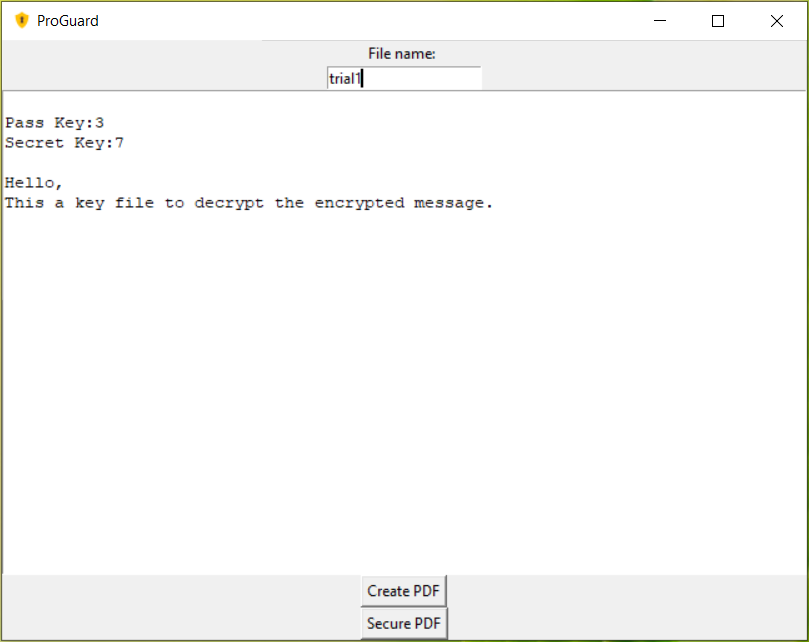 ProGuard
File name:
trial1
Pass Key:3
Secret Key:7
Hello,
This a key file to decrypt the encrypted message.
Create PDF
Secure PDF